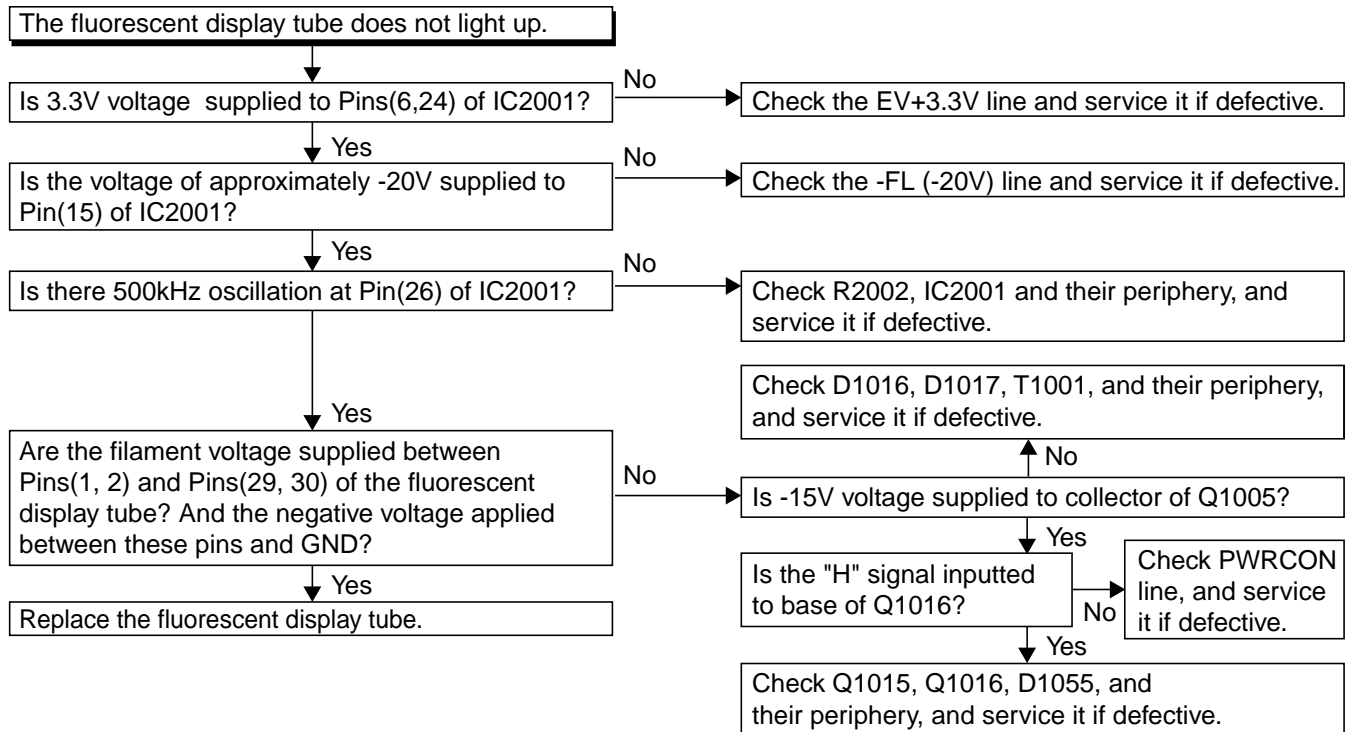 The fluorescent display tube does not light up.
Is 3.3V voltage supplied to Pins(6,24) of IC2001?
No
Check the EV+3.3V line and service it if defective.
Yes
Is the voltage of approximately -20V supplied to
Pin(15) of IC2001?
No
Check the -FL (-20V) line and service it if defective.
Yes
Is there 500kHz oscillation at Pin(26) of IC2001?
No
Check R2002, IC2001 and their periphery, and
service it if defective.
Yes
Are the filament voltage supplied between
Pins(1, 2) and Pins(29, 30) of the fluorescent
display tube? And the negative voltage applied
between these pins and GND?
No
Check D1016, D1017, T1001, and their periphery,
and service it if defective.
No
Is -15V voltage supplied to collector of Q1005?
Yes
Is the "H" signal inputted
to base of Q1016?
No
Check PWRCON
line, and service
it if defective.
Yes
Check Q1015, Q1016, D1055, and
their periphery, and service it if defective.
Yes
Replace the fluorescent display tube.